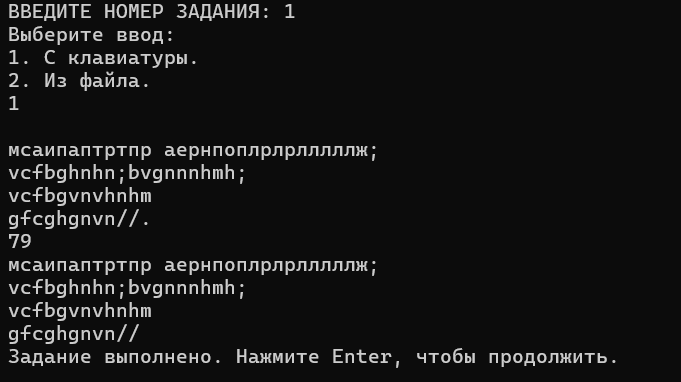 ВВЕДИТЕ НОМЕР ЗАДАНИЯ: 1
Выберите ввод:
1. С клавиатуры.
2. Из файла.
1
мсаипаптртпр аернпоплрлрлллллж;
vcfbghnhn;bvgnnnhmh;
vcfbgvnvhnhm
gfcghgnvn//.
79
мсаипаптртпр аернпоплрлрлллллж;
vcfbghnhn;bvgnnnhmh;
vcfbgvnvhnhm
gfcghgnvn//
Задание выполнено. Нажмите Enter, чтобы продолжить.